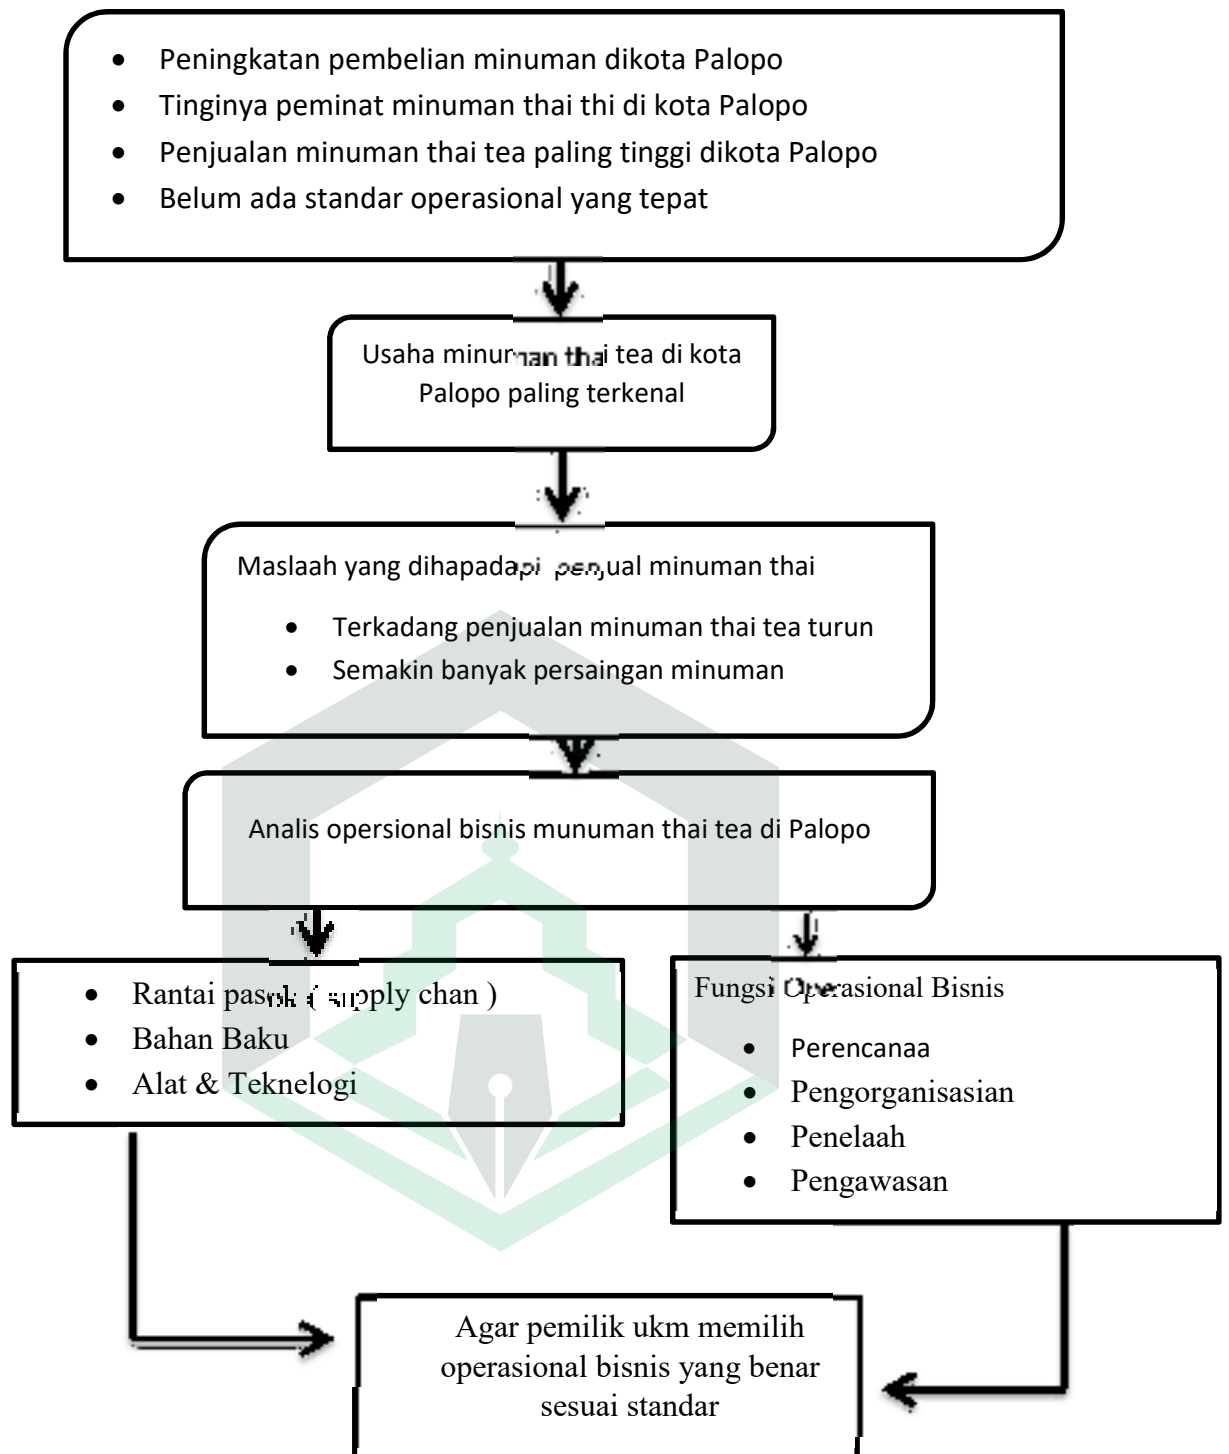 • Peningkatan pembelian minuman dikota Palopo
• Tinginya peminat minuman thai thi di kota Palopo
• Penjualan minuman thai tea paling tinggi dikota Palopo
• Belum ada standar operasional yang tepat
Usaha minuman thai tea di kota
Palopo paling terkenal
Maslaah yang dihapadapi penjual minuman thai
• Terkadang penjualan minuman thai tea turun
• Semakin banyak persaingan minuman
Analis opersional bisnis munuman thai tea di Palopo
• Rantai pasok ( supply chan )
• Bahan Baku
• Alat & Teknelogi
Fungsi Operasional Bisnis
• Perencanaa
• Pengorganisasian
• Penelaah
• Pengawasan
Agar pemilik ukm memilih
operasional bisnis yang benar
sesuai standar